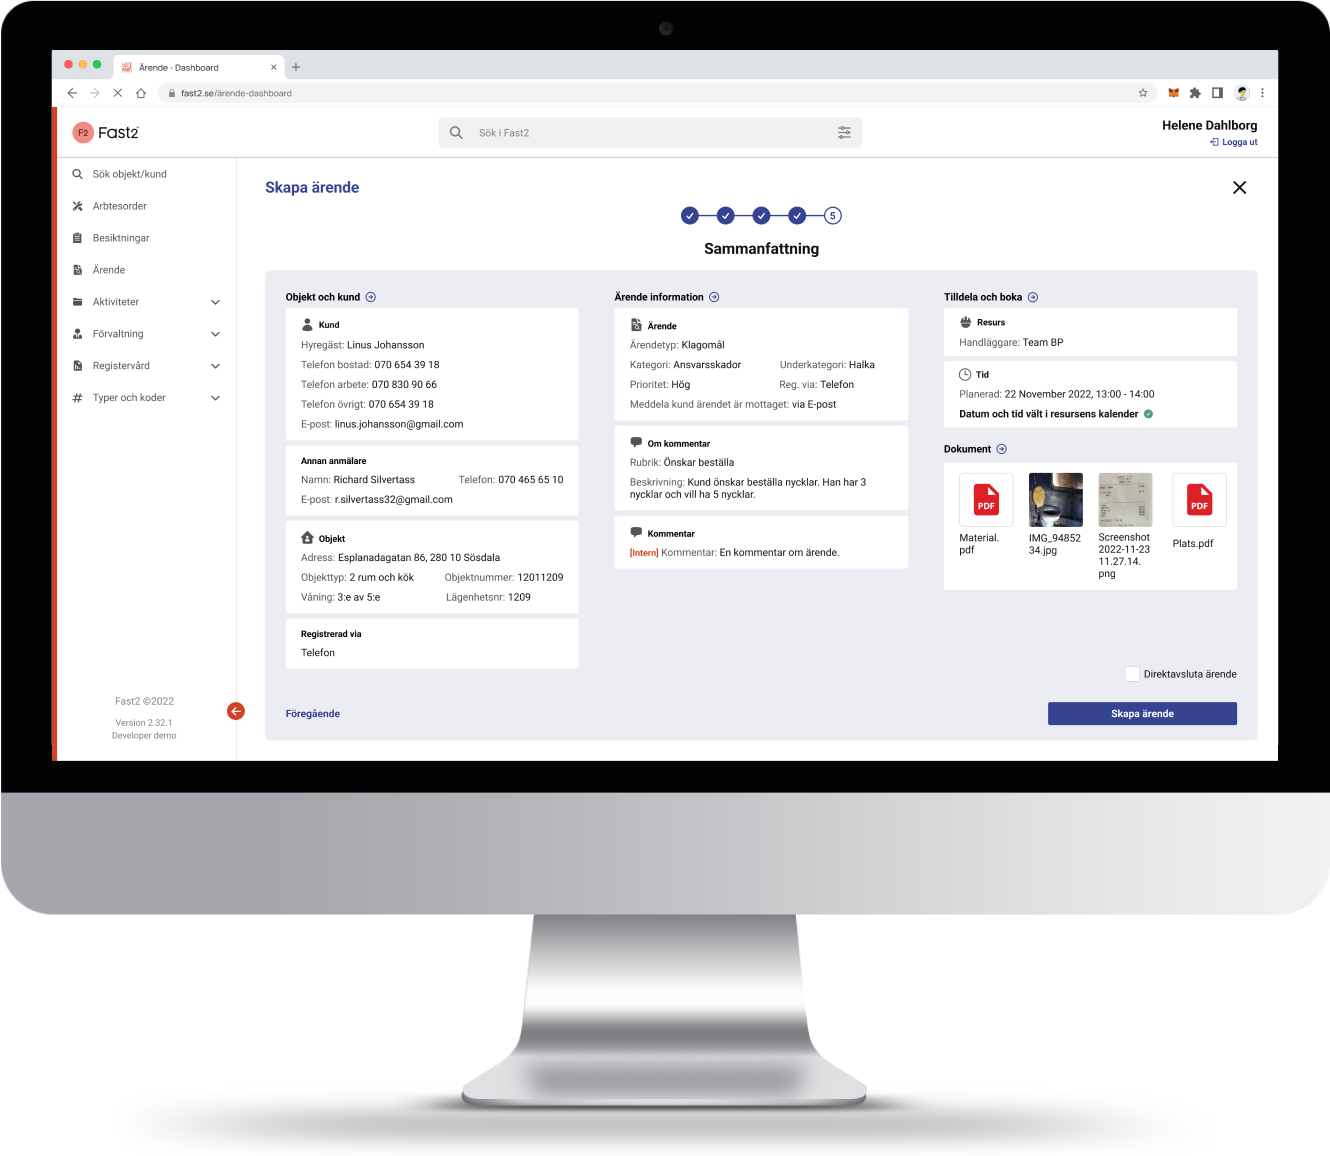 Ärende - Dashboard
fast2.se/ärende-dashboard
F2 Fast2
Sök i Fast2
Helene Dahlborg
Logga ut
Sök objekt/kund
Arbtesorder
Besiktningar
Ärende
Aktiviteter
Förvaltning
Registervård
Typer och koder
Fast2 ©2022
Version 2.32.1
Developer demo
Skapa ärende
5
Sammanfattning
Objekt och kund
Kund
Hyregäst: Linus Johansson
Telefon bostad: 070 654 39 18
Telefon arbete: 070 830 90 66
Telefon övrigt: 070 654 39 18
E-post: linus.johansson@gmail.com
Annan anmälare
Namn: Richard Silvertass Telefon: 070 465 65 10
E-post: r.silvertass32@gmail.com
Objekt
Adress: Esplanadagatan 86, 280 10 Sösdala
Objekttyp: 2 rum och kök Objektnummer: 12011209
Våning: 3:e av 5:e Lägenhetsnr: 1209
Registrerad via
Telefon
Föregående
Ärende information
Ärende
Ärendetyp: Klagomål
Kategori: Ansvarsskador Underkategori: Halka
Prioritet: Hög Reg. via: Telefon
Meddela kund ärendet är mottaget: via E-post
Om kommentar
Rubrik: Önskar beställa
Beskrivning: Kund önskar beställa nycklar. Han har 3
nycklar och vill ha 5 nycklar.
Kommentar
[Intern] Kommentar: En kommentar om ärende.
Tilldela och boka
Resurs
Handläggare: Team BP
Tid
Planerad: 22 November 2022, 13:00 - 14:00
Datum och tid vält i resursens kalender
Dokument
PDF
Material.
pdf
IMG_94852
34.jpg
Screenshot
2022-11-23
11.27.14.
png
PDF
Plats.pdf
Direktavsluta ärende
Skapa ärende